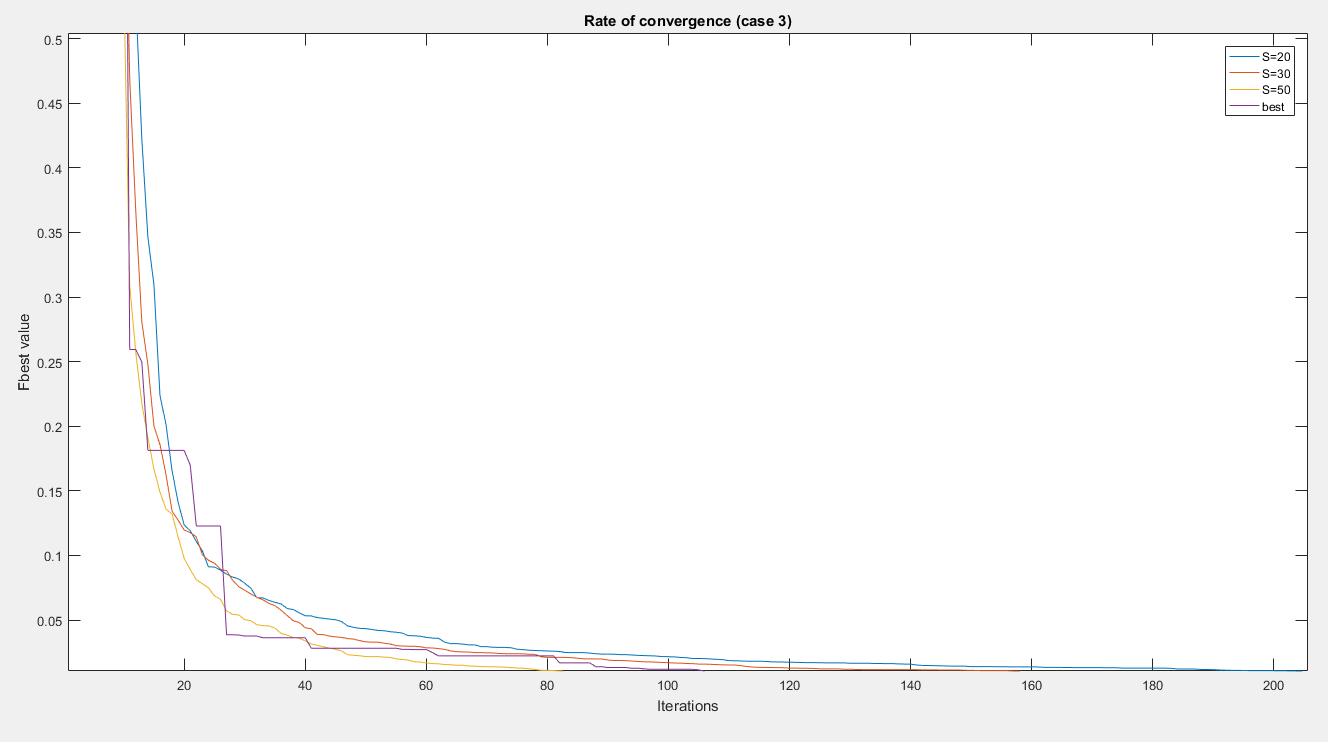 Rate of convergence (case 3)
S=20
S=30
S=50
best
0.5
0.45
0.4
0.35
0.3
0.25
0.2
0.15
0.1
0.05
Fbest value
20 40 60 80 100 120 140 160 180 200
Iterations